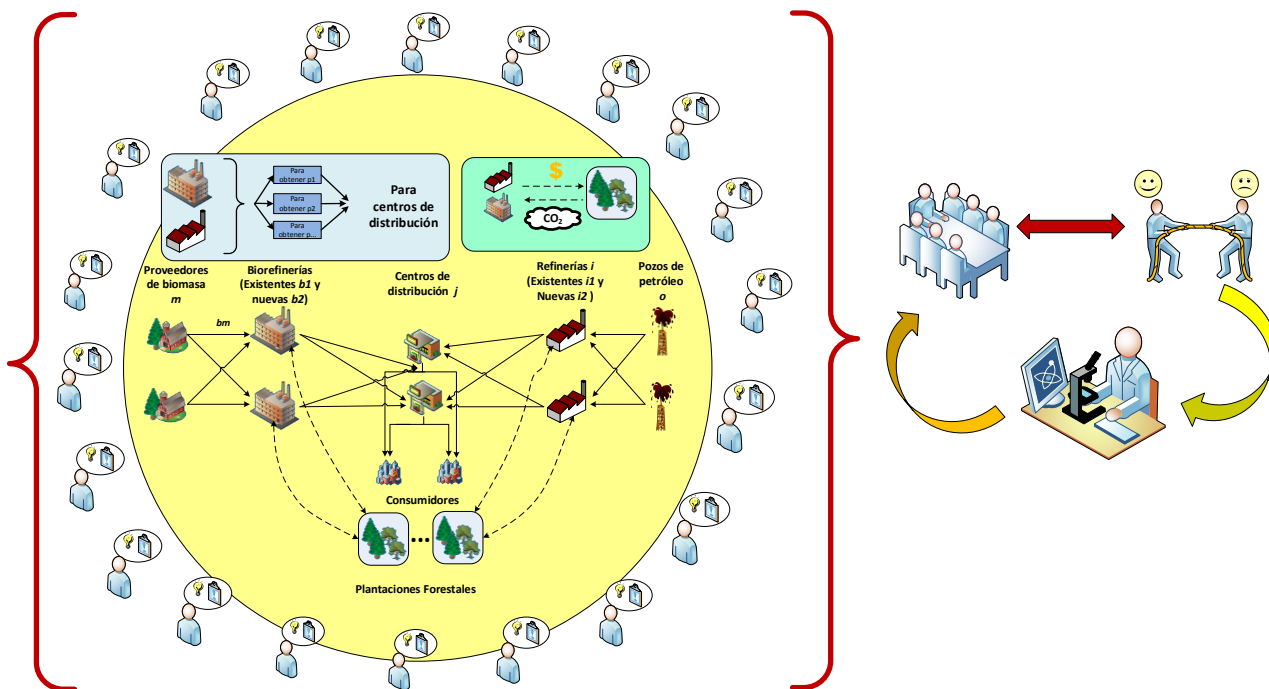 Para
obtener p1
Para
obtener p2
Para
obtener p...
Para
centros de
distribución
$
CO2
Proveedores
de biomasa
m
Biorefinerías
(Existentes b1 y
nuevas b2)
Centros de
distribución j
Refinerías i
(Existentes i1 y
Nuevas i2 )
Pozos de
petróleo
o
bm
Consumidores
...
Plantaciones Forestales